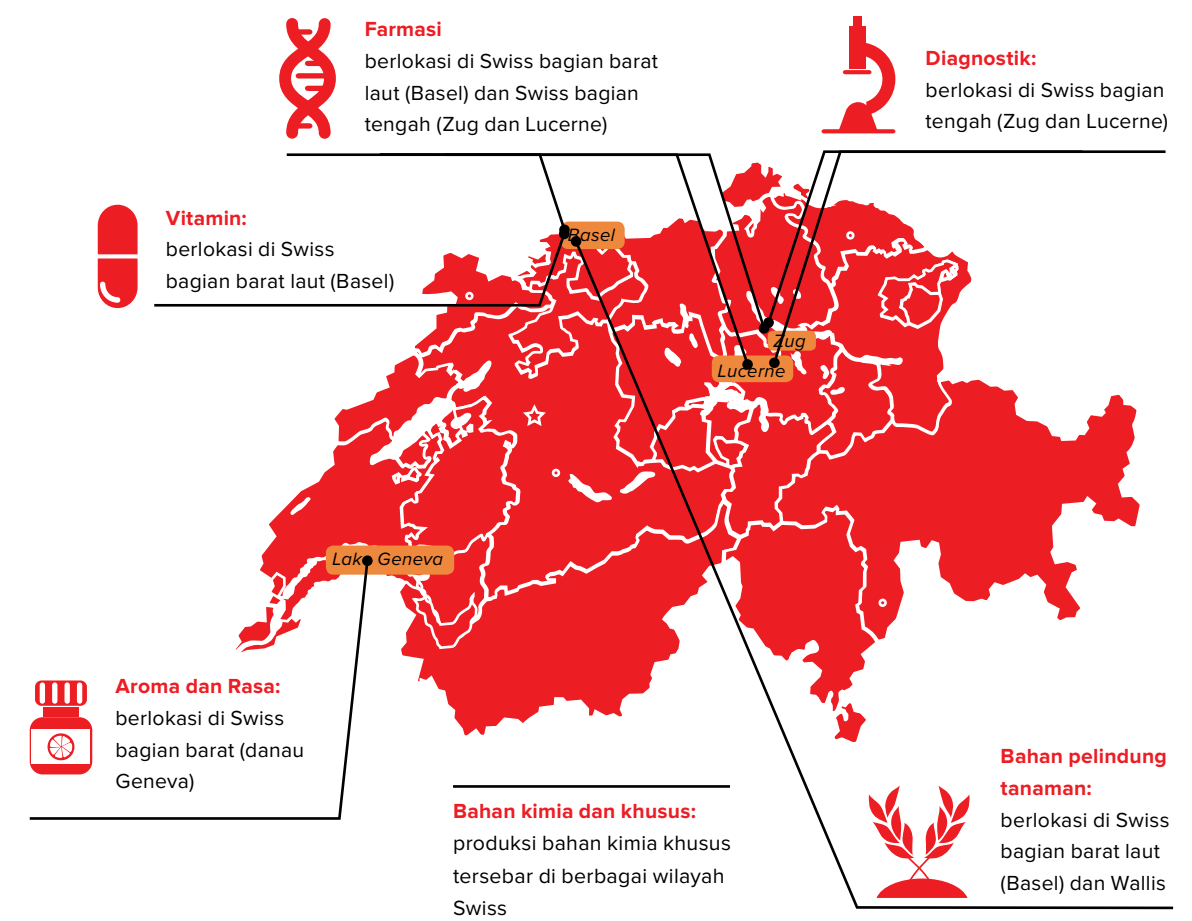 Farmasi
berlokasi di Swiss bagian barat
laut (Basel) dan Swiss bagian
tengah (Zug dan Lucerne)
Diagnostik:
berlokasi di Swiss bagian
tengah (Zug dan Lucerne)
Vitamin:
berlokasi di Swiss
bagian barat laut (Basel)
Basel
Zug
Lucerne
Lake Geneva
Aroma dan Rasa:
berlokasi di Swiss
bagian barat (danau
Geneva)
Bahan kimia dan khusus:
produksi bahan kimia khusus
tersebar di berbagai wilayah
Swiss
Bahan pelindung
tanaman:
berlokasi di Swiss
bagian barat laut
(Basel) dan Wallis